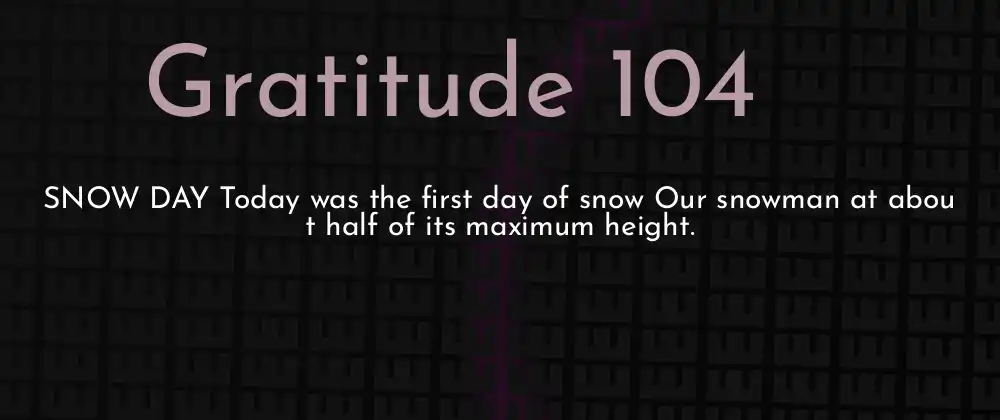 Gratitude 104
SNOW DAY Today was the first day of snow Our snowman at abou
t half of its maximum height.